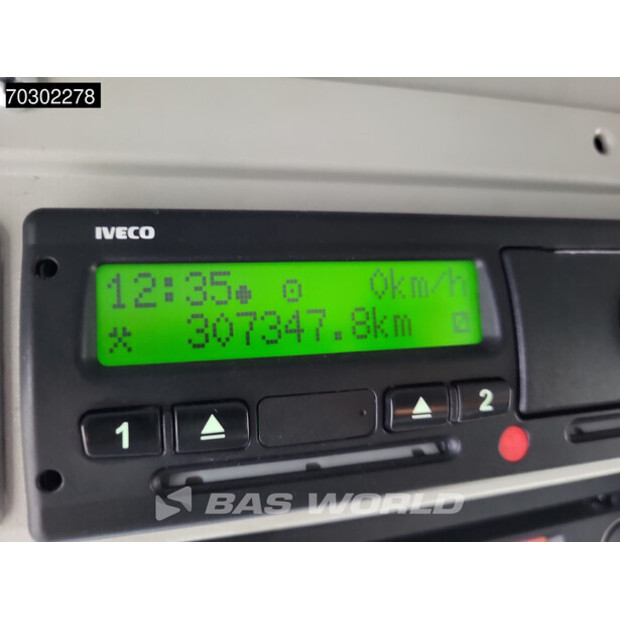 70302278
IVECO
12:35 0km/h
307347.8km
1 2
BAS WORLD